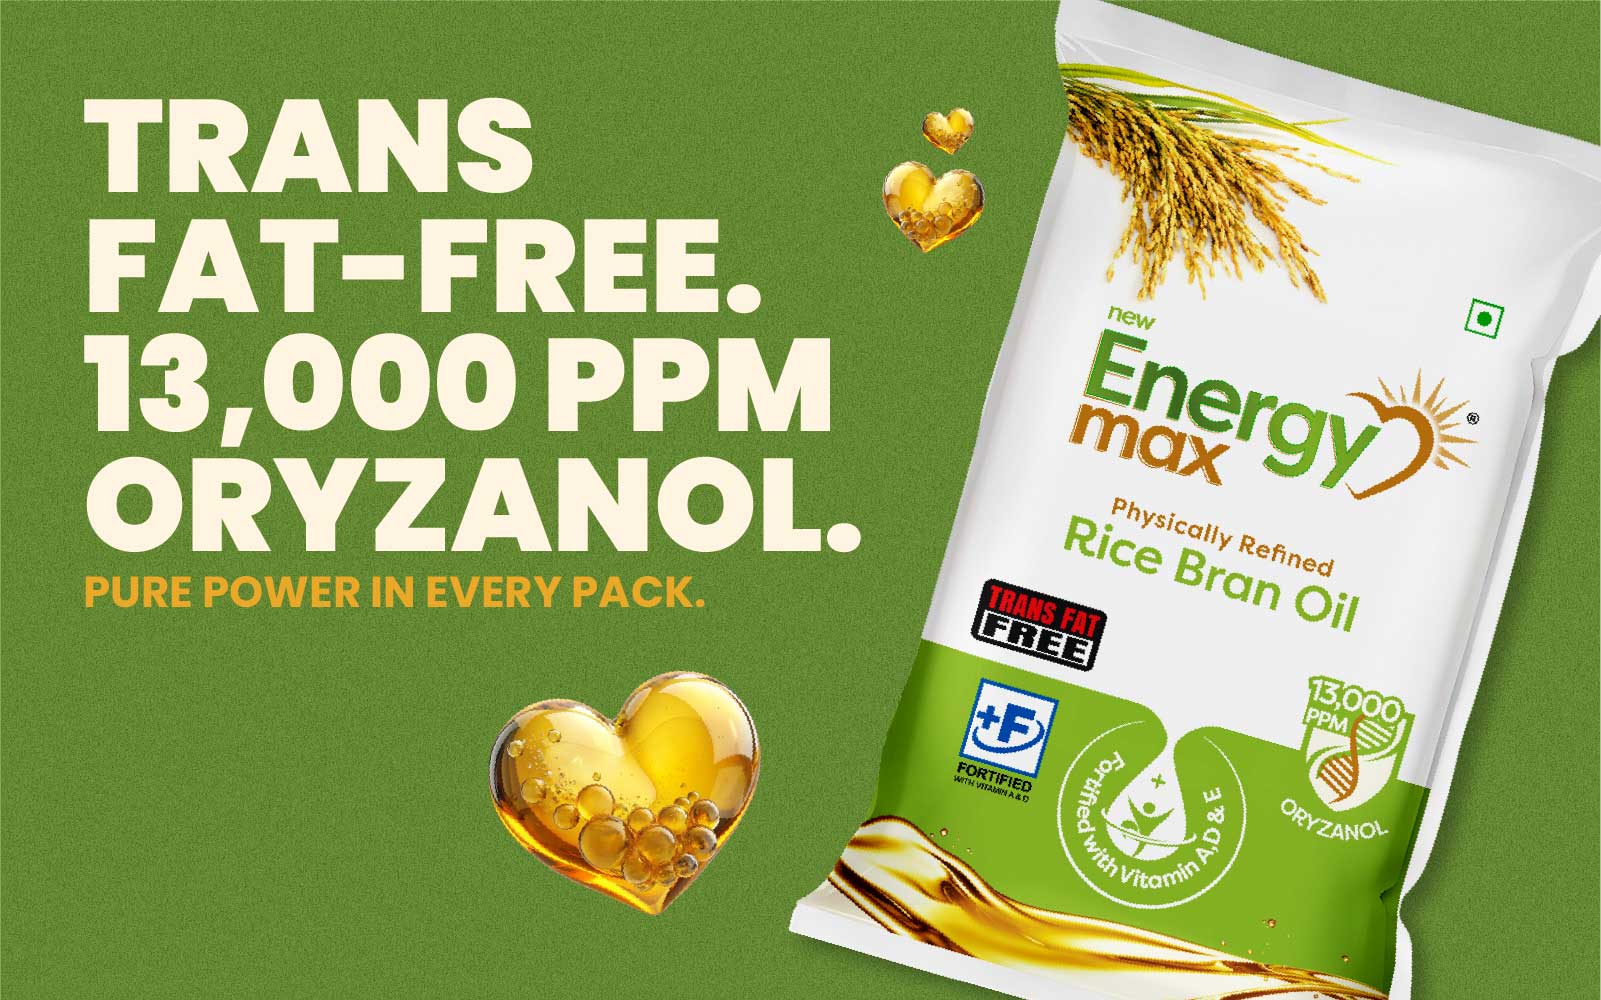 TRANS
FAT-FREE.
13,000 PPM
ORYZANOL.
PURE POWER IN EVERY PACK.
new
Energy
max
®
Physically Refined
Rice Bran Oil
TRANS FAT
FREE
+F
FORTIFIED
WITH VITAMIN A & D
Fortified with Vitamin A,D & E
13,000
PPM
ORYZANOL